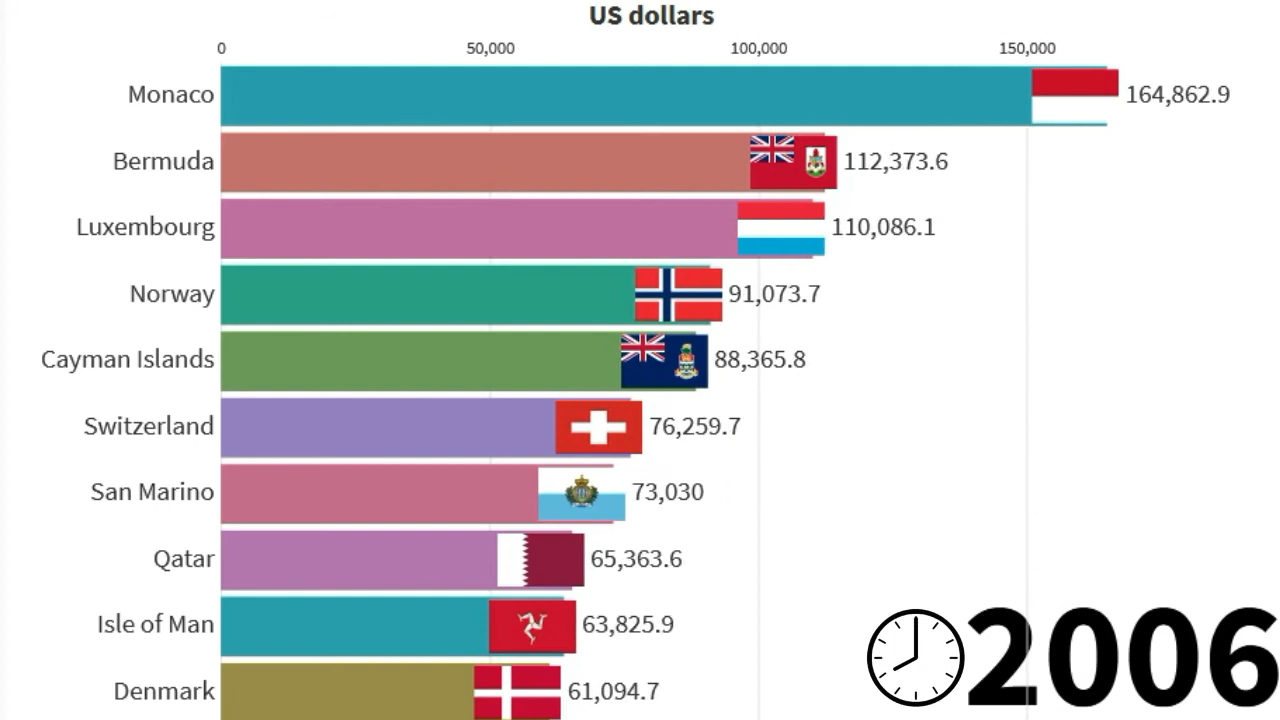 US dollars
0 50,000 100,000 150,000
Monaco 164,862.9
Bermuda 112,373.6
Luxembourg 110,086.1
Norway 91,073.7
Cayman Islands 88,365.8
Switzerland 76,259.7
San Marino 73,030
Qatar 65,363.6
Isle of Man 63,825.9
Denmark 61,094.7
2006